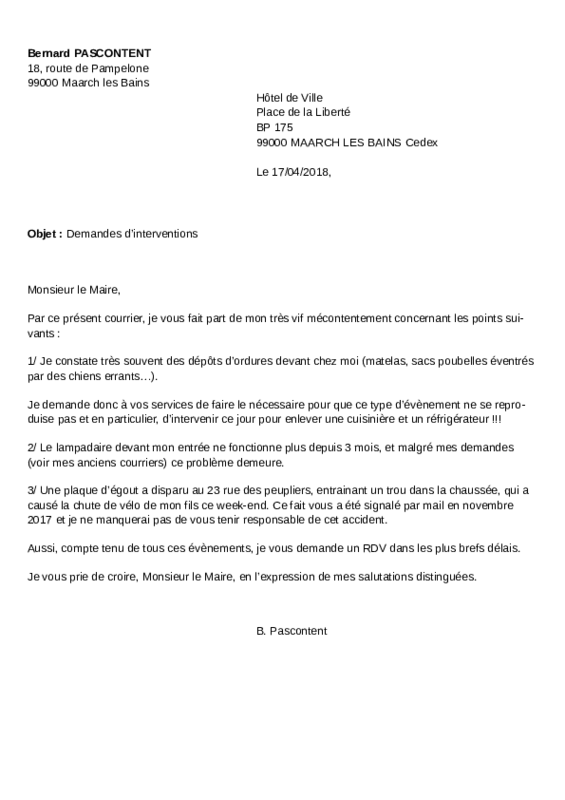 Bernard PASCONTENT
18, route de Pampelone
99000 Maarch les Bains
Hôtel de Ville
Place de la Liberté
BP 175
99000 MAARCH LES BAINS Cedex
Le 17/04/2018,
Objet : Demandes d'interventions
Monsieur le Maire,
Par ce présent courrier, je vous fait part de mon très vif mécontentement concernant les points sui-
vants :
1/ Je constate très souvent des dépôts d'ordures devant chez moi (matelas, sacs poubelles éventrés
par des chiens errants…).
Je demande donc à vos services de faire le nécessaire pour que ce type d'évènement ne se repro-
duise pas et en particulier, d'intervenir ce jour pour enlever une cuisinière et un réfrigérateur !!!
2/ Le lampadaire devant mon entrée ne fonctionne plus depuis 3 mois, et malgré mes demandes
(voir mes anciens courriers) ce problème demeure.
3/ Une plaque d'égout a disparu au 23 rue des peupliers, entrainant un trou dans la chaussée, qui a
causé la chute de vélo de mon fils ce week-end. Ce fait vous a été signalé par mail en novembre
2017 et je ne manquerai pas de vous tenir responsable de cet accident.
Aussi, compte tenu de tous ces évènements, je vous demande un RDV dans les plus brefs délais.
Je vous prie de croire, Monsieur le Maire, en l'expression de mes salutations distinguées.
B. Pascontent